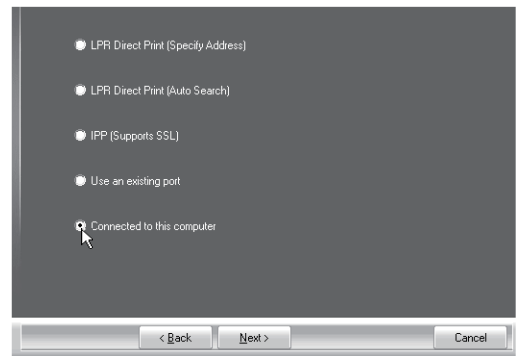 LPR Direct Print (Specify Address)
LPR Direct Print (Auto Search)
IPP (Supports SSL)
Use an existing port
Connected to this computer
< Back Next > Cancel